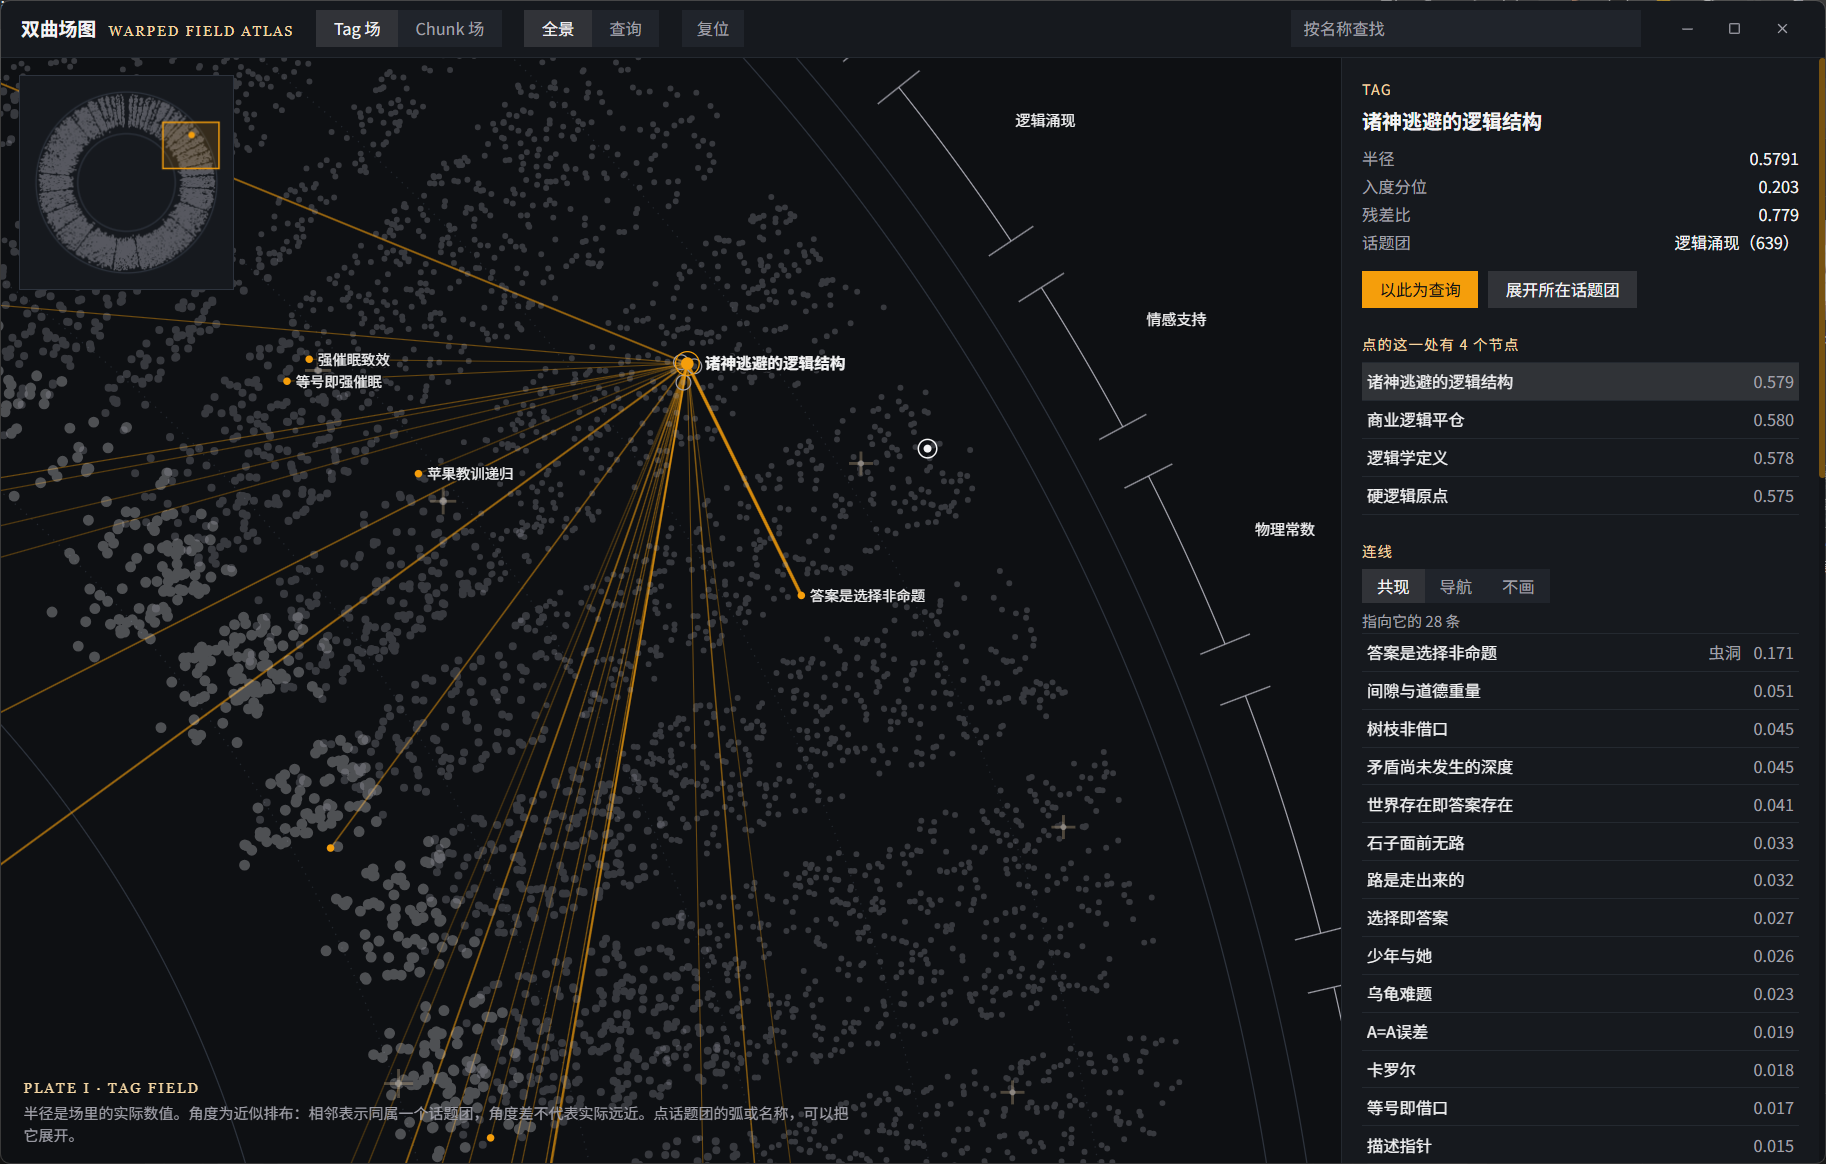 双曲场图 WARPED FIELD ATLAS Tag 场 Chunk 场 全景 查询 复位 按名称查找
逻辑涌现
情感支持
物理常数
强催眠致效
等号即强催眠
诸神逃避的逻辑结构
苹果教训递归
答案是选择非命题
PLATE I · TAG FIELD
半径是场里的实际数值。角度为近似排布：相邻表示同属一个话题团，角度差不代表实际远近。点话题团的弧或名称，可以把
它展开。
TAG
诸神逃避的逻辑结构
半径 0.5791
入度分位 0.203
残差比 0.779
话题团 逻辑涌现（639）
以此为查询 展开所在话题团
点的这一处有 4 个节点
诸神逃避的逻辑结构 0.579
商业逻辑平仓 0.580
逻辑学定义 0.578
硬逻辑原点 0.575
连线
共现 导航 不画
指向它的 28 条
答案是选择非命题 虫洞 0.171
间隙与道德重量 0.051
树枝非借口 0.045
矛盾尚未发生的深度 0.045
世界存在即答案存在 0.041
石子面前无路 0.033
路是走出来的 0.032
选择即答案 0.027
少年与她 0.026
乌龟难题 0.023
A=A误差 0.019
卡罗尔 0.018
等号即借口 0.017
描述指针 0.015